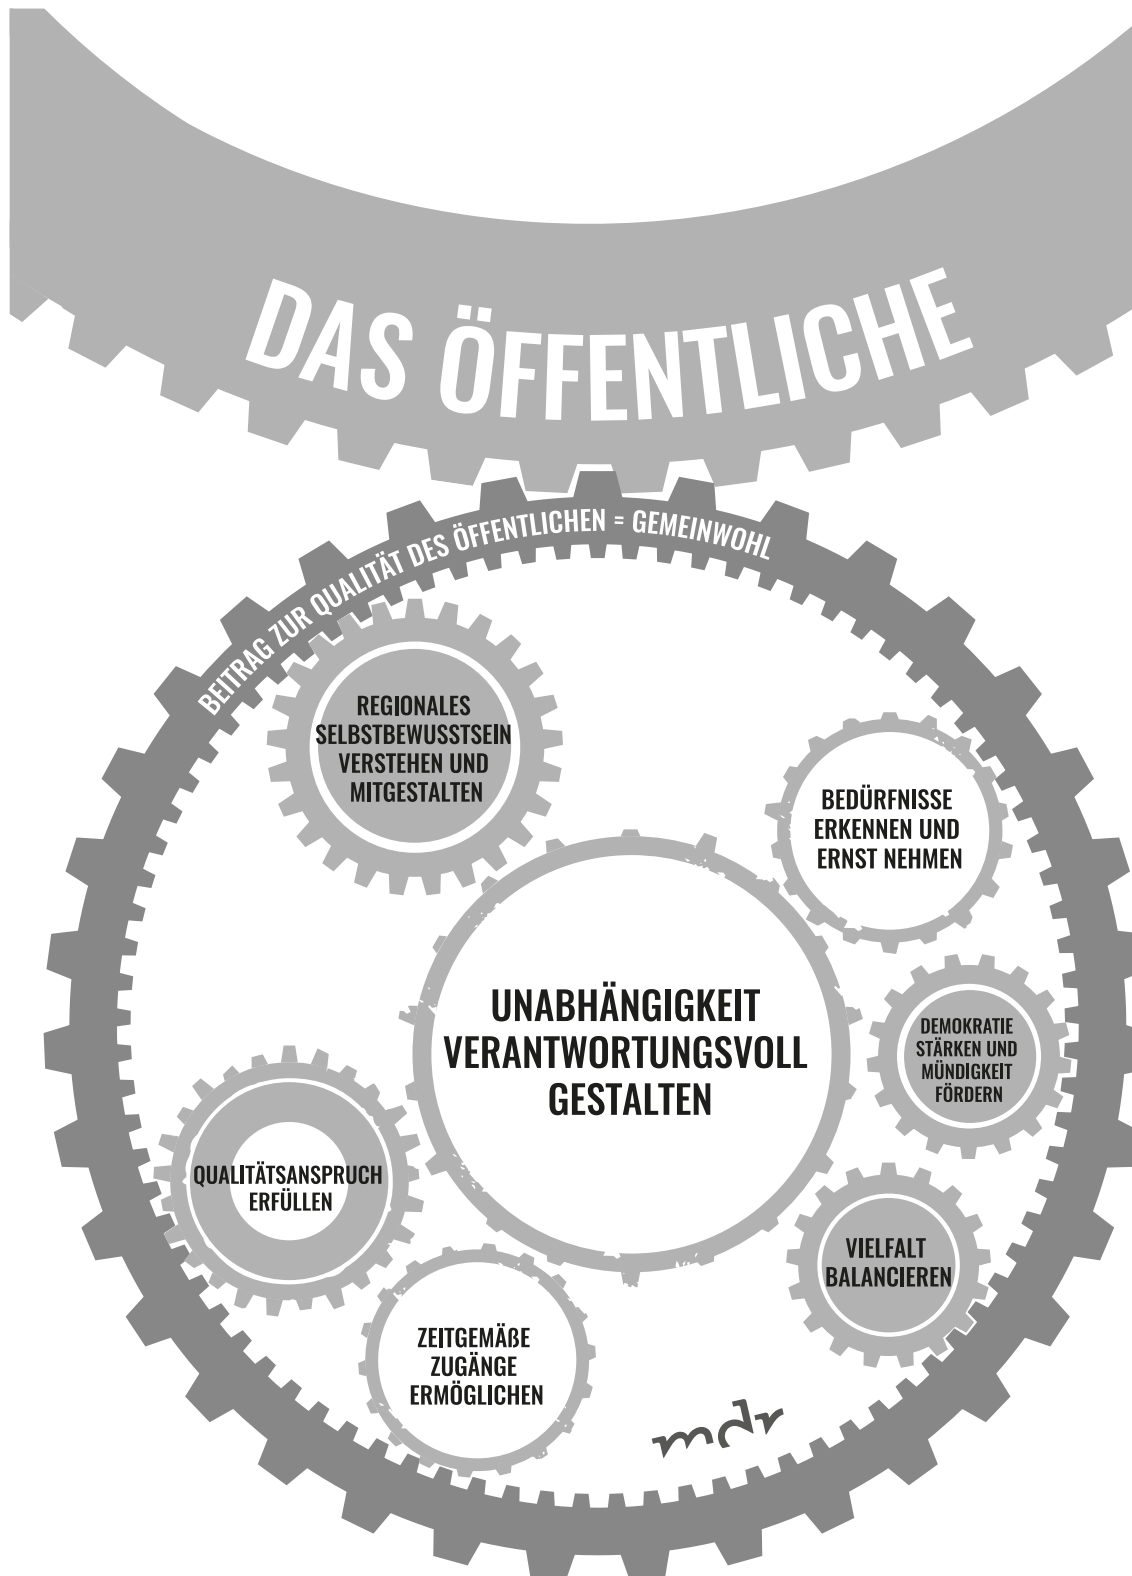 DAS ÖFFENTLICHE
BEITRAG ZUR QUALITÄT DES ÖFFENTLICHEN = GEMEINWOHL
REGIONALES
SELBSTBEWUSSTSEIN
VERSTEHEN UND
MITGESTALTEN
BEDÜRFNISSE
ERKENNEN UND
ERNST NEHMEN
UNABHÄNGIGKEIT
VERANTWORTUNGSVOLL
GESTALTEN
DEMOKRATIE
STÄRKEN UND
MÜNDIGKEIT
FÖRDERN
QUALITÄTSANSPRUCH
ERFÜLLEN
VIELFALT
BALANCIEREN
ZEITGEMÄßE
ZUGÄNGE
ERMÖGLICHEN
mdr